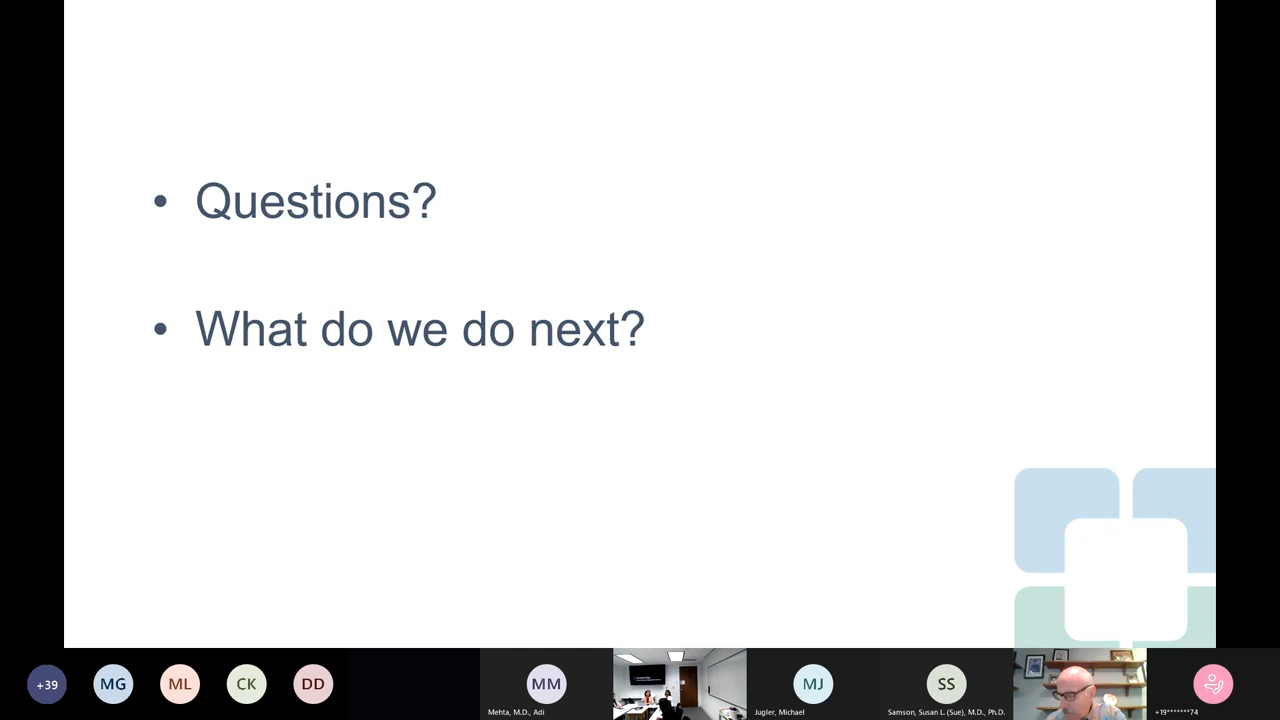 • Questions?
• What do we do next?
+39
MG
ML
CK
DD
MM
Mehta, M.D., Adi
MJ
Jugler, Michael
SS
Samson, Susan L. (Sue), M.D., Ph.D.
+19*******74